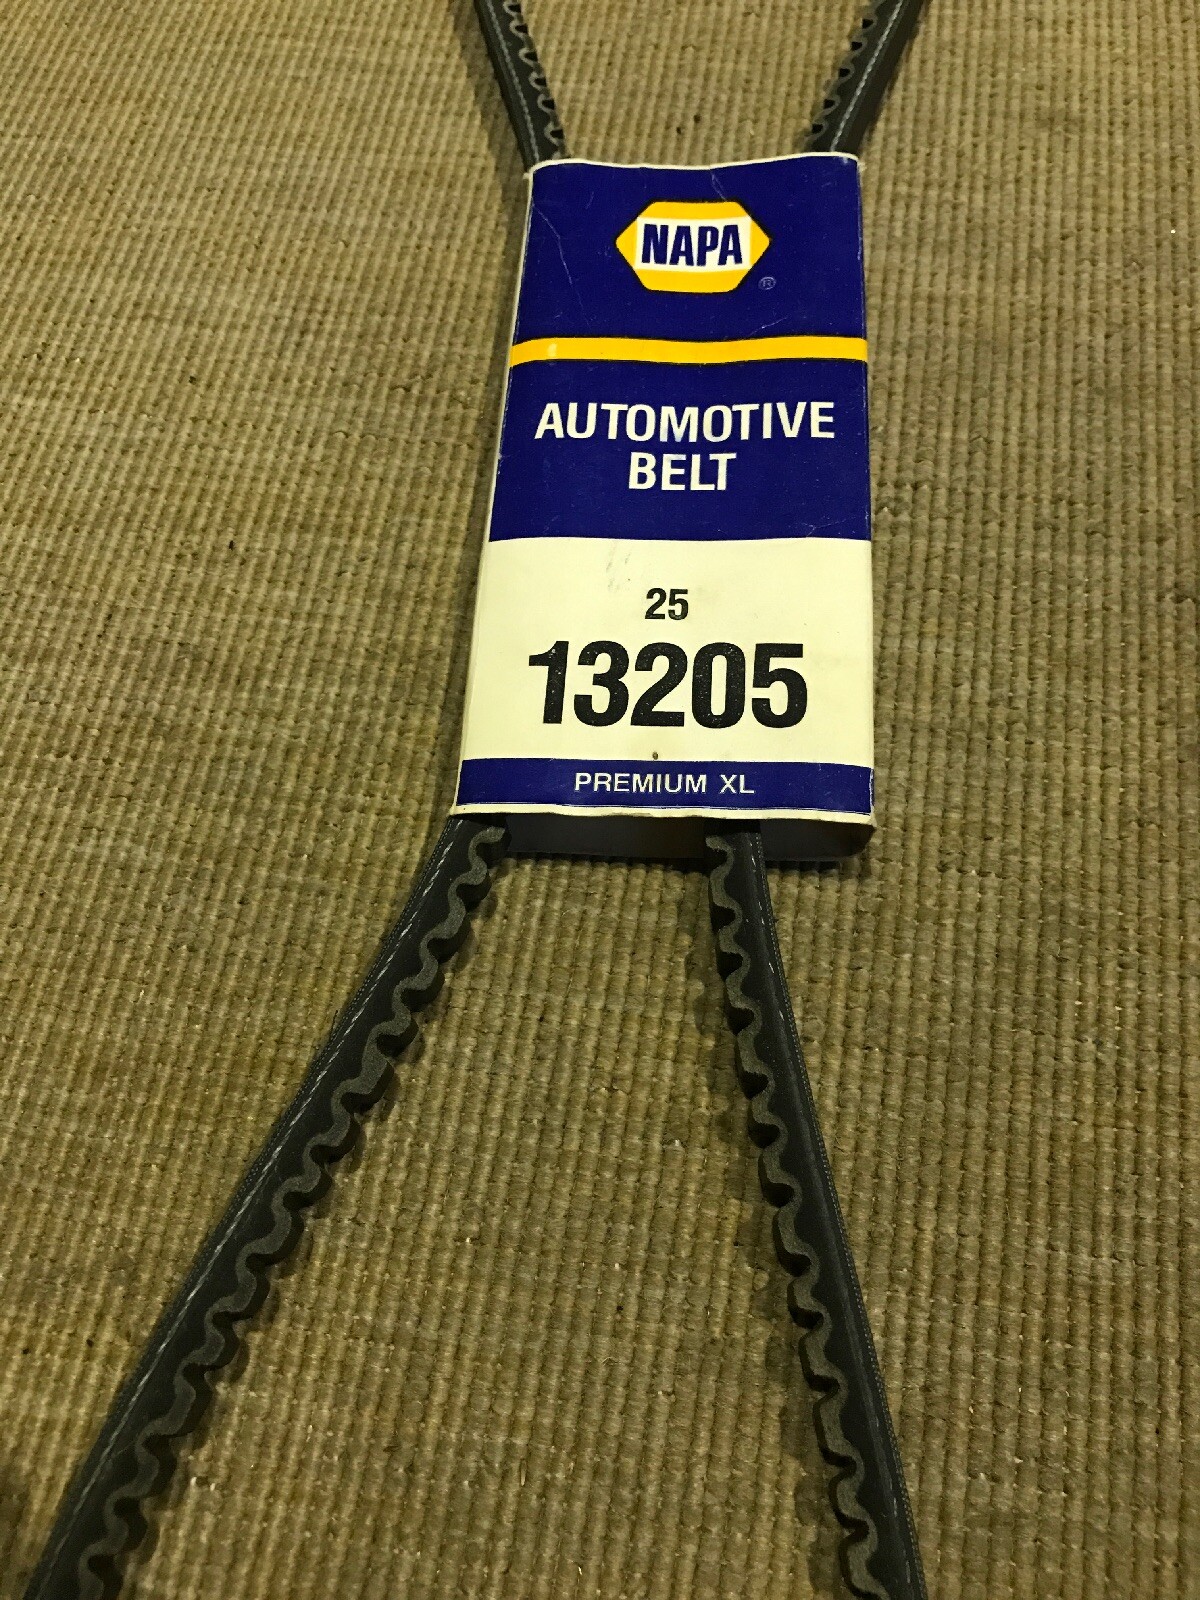 NAPA
®
AUTOMOTIVE
BELT
25
13205
PREMIUM XL